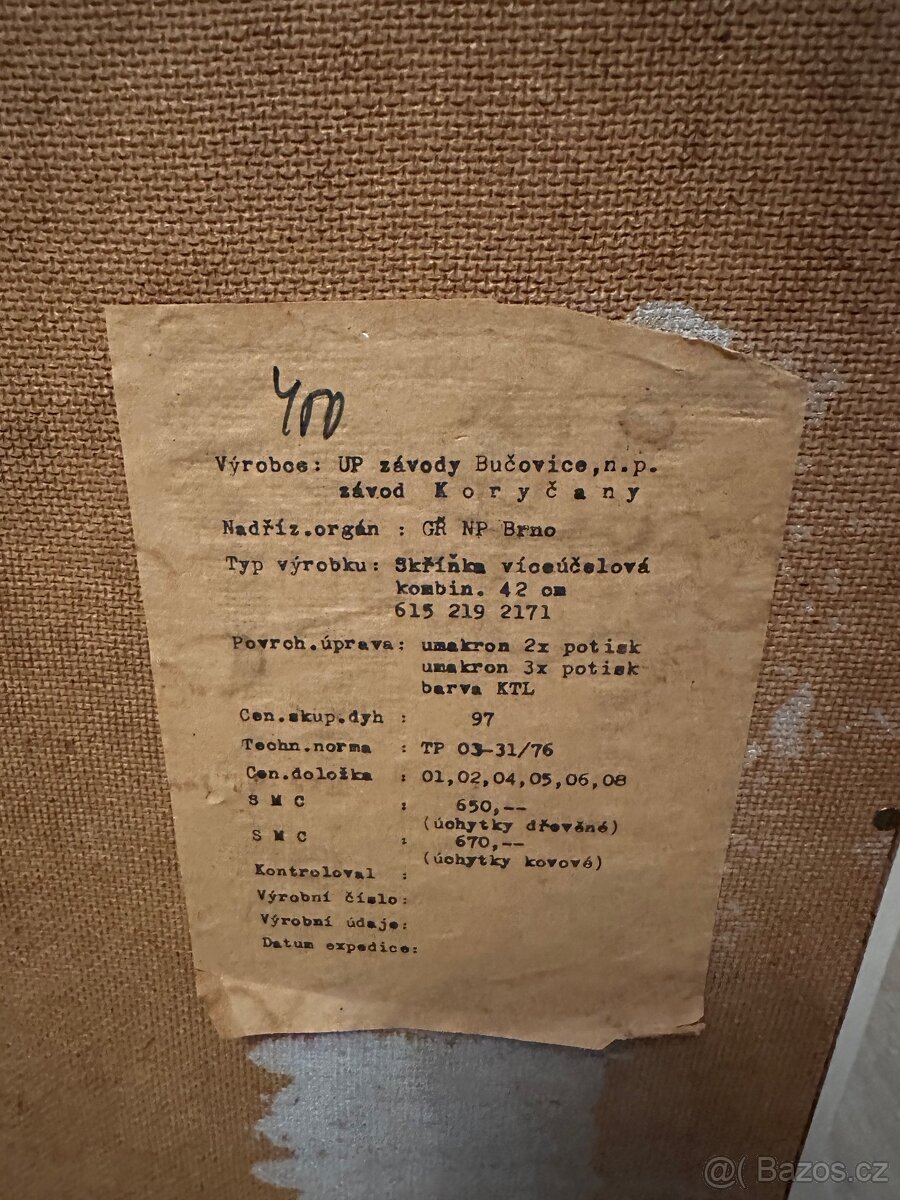 400
Výrobce: UP závody Bučovice,n.p.
závod K o r y č a n y
Nadříz.orgán : GŘ NP Brno
Typ výrobku: Skříňka víceúčelová
kombin. 42 cm
615 219 2171
Povrch.úprava: umakron 2x potisk
umakron 3x potisk
barva KTL
Cen.skup.dyh : 97
Techn.norma : TP 03-31/76
Cen.doložka : 01,02,04,05,06,08
S M C : 650,--
(úchytky dřevěné)
S M C : 670,--
(úchytky kovové)
Kontroloval :
Výrobní číslo:
Výrobní údaje:
Datum expedice:
@( Bazos.cz